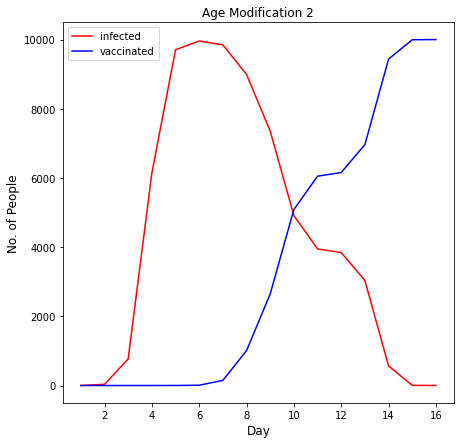 Age Modification 2
infected
vaccinated
No. of People
10000
8000
6000
4000
2000
0
2 4 6 8 10 12 14 16
Day